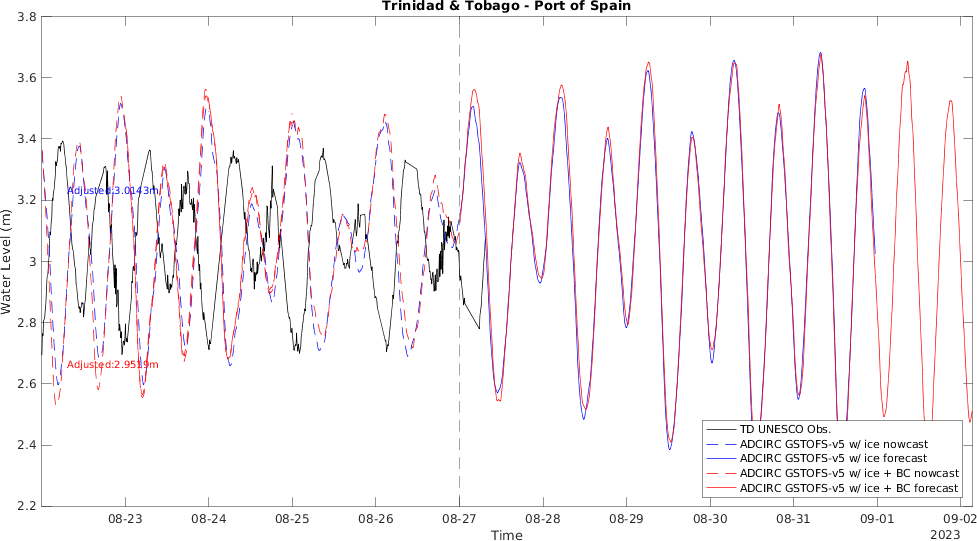 Trinidad & Tobago - Port of Spain
3.8
3.6
3.4
3.2
3
2.8
2.6
2.4
2.2
Water Level (m)
Adjusted:3.0143m
Adjusted:2.9519m
TD UNESCO Obs.
ADCIRC GSTOFS-v5 w/ ice nowcast
ADCIRC GSTOFS-v5 w/ ice forecast
ADCIRC GSTOFS-v5 w/ ice + BC nowcast
ADCIRC GSTOFS-v5 w/ ice + BC forecast
08-23 08-24 08-25 08-26 08-27 08-28 08-29 08-30 08-31 09-01 09-02
Time
2023